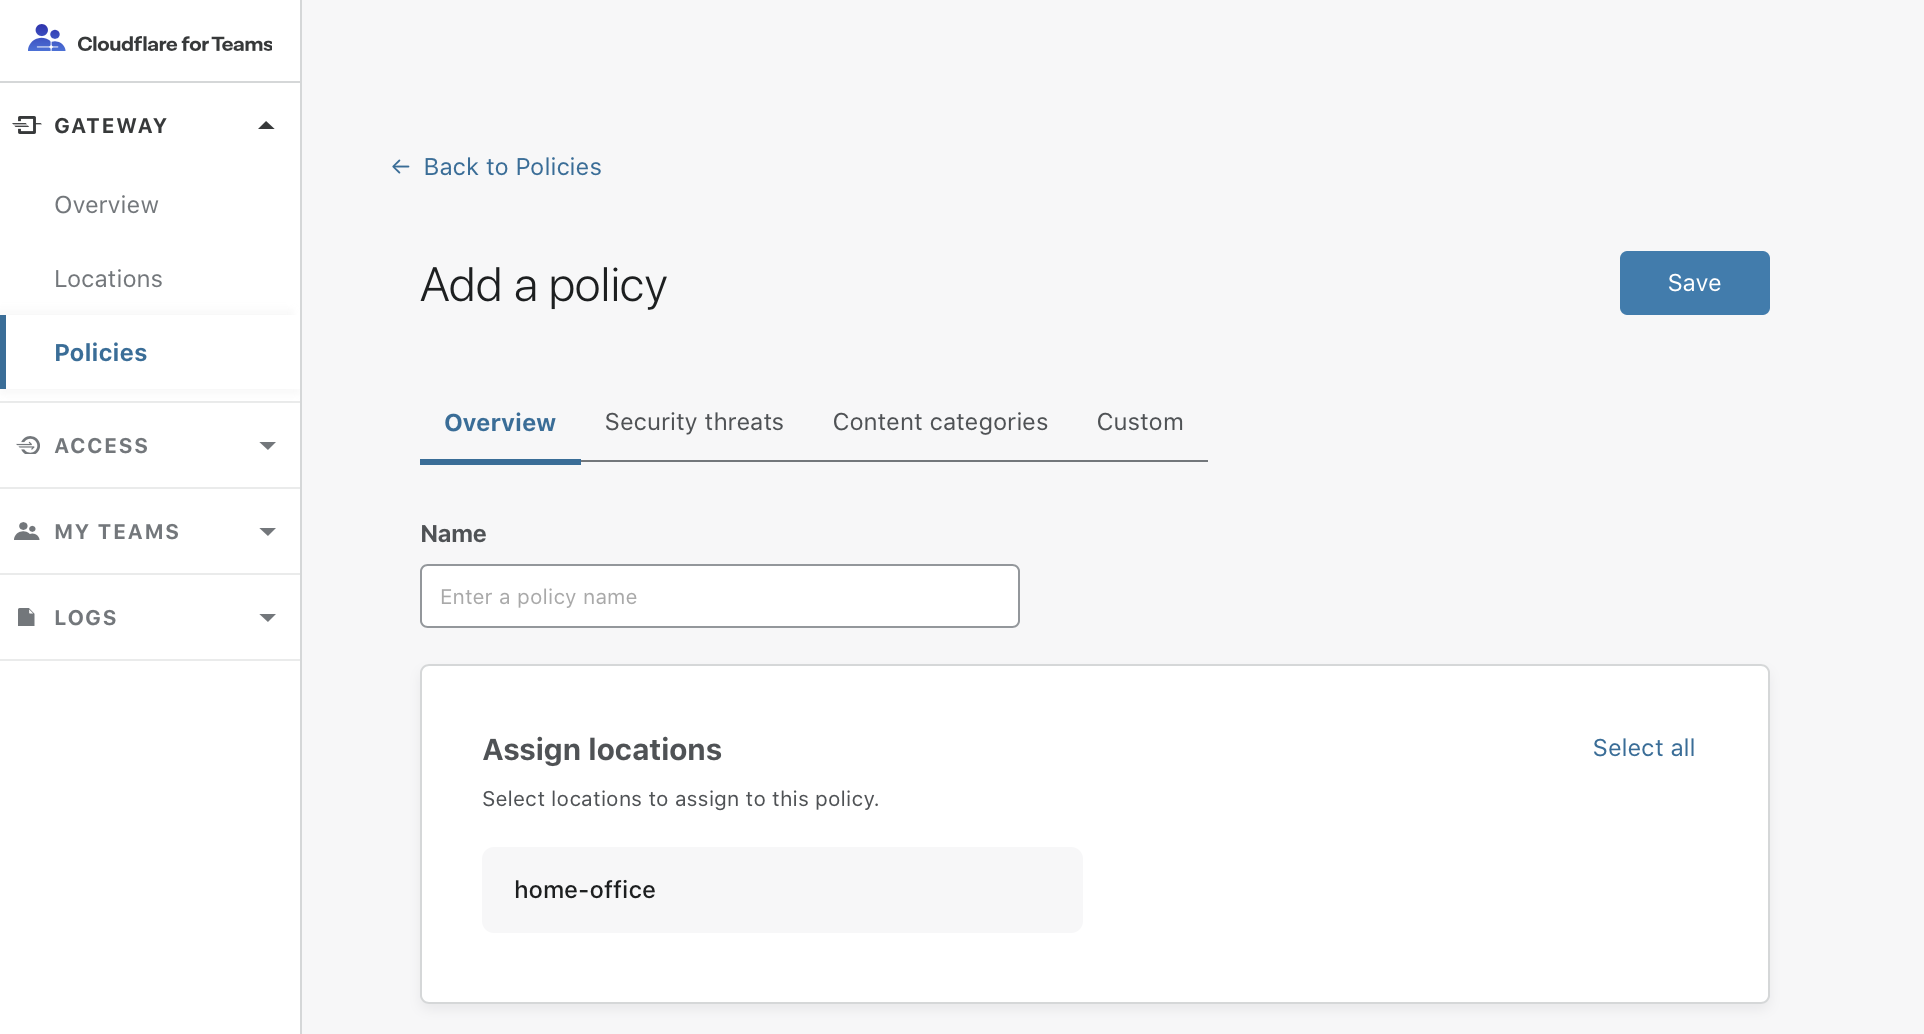 Cloudflare for Teams
GATEWAY
Overview
Locations
Policies
ACCESS
MY TEAMS
LOGS
← Back to Policies
Add a policy
Save
Overview
Security threats
Content categories
Custom
Name
Enter a policy name
Assign locations
Select all
Select locations to assign to this policy.
home-office